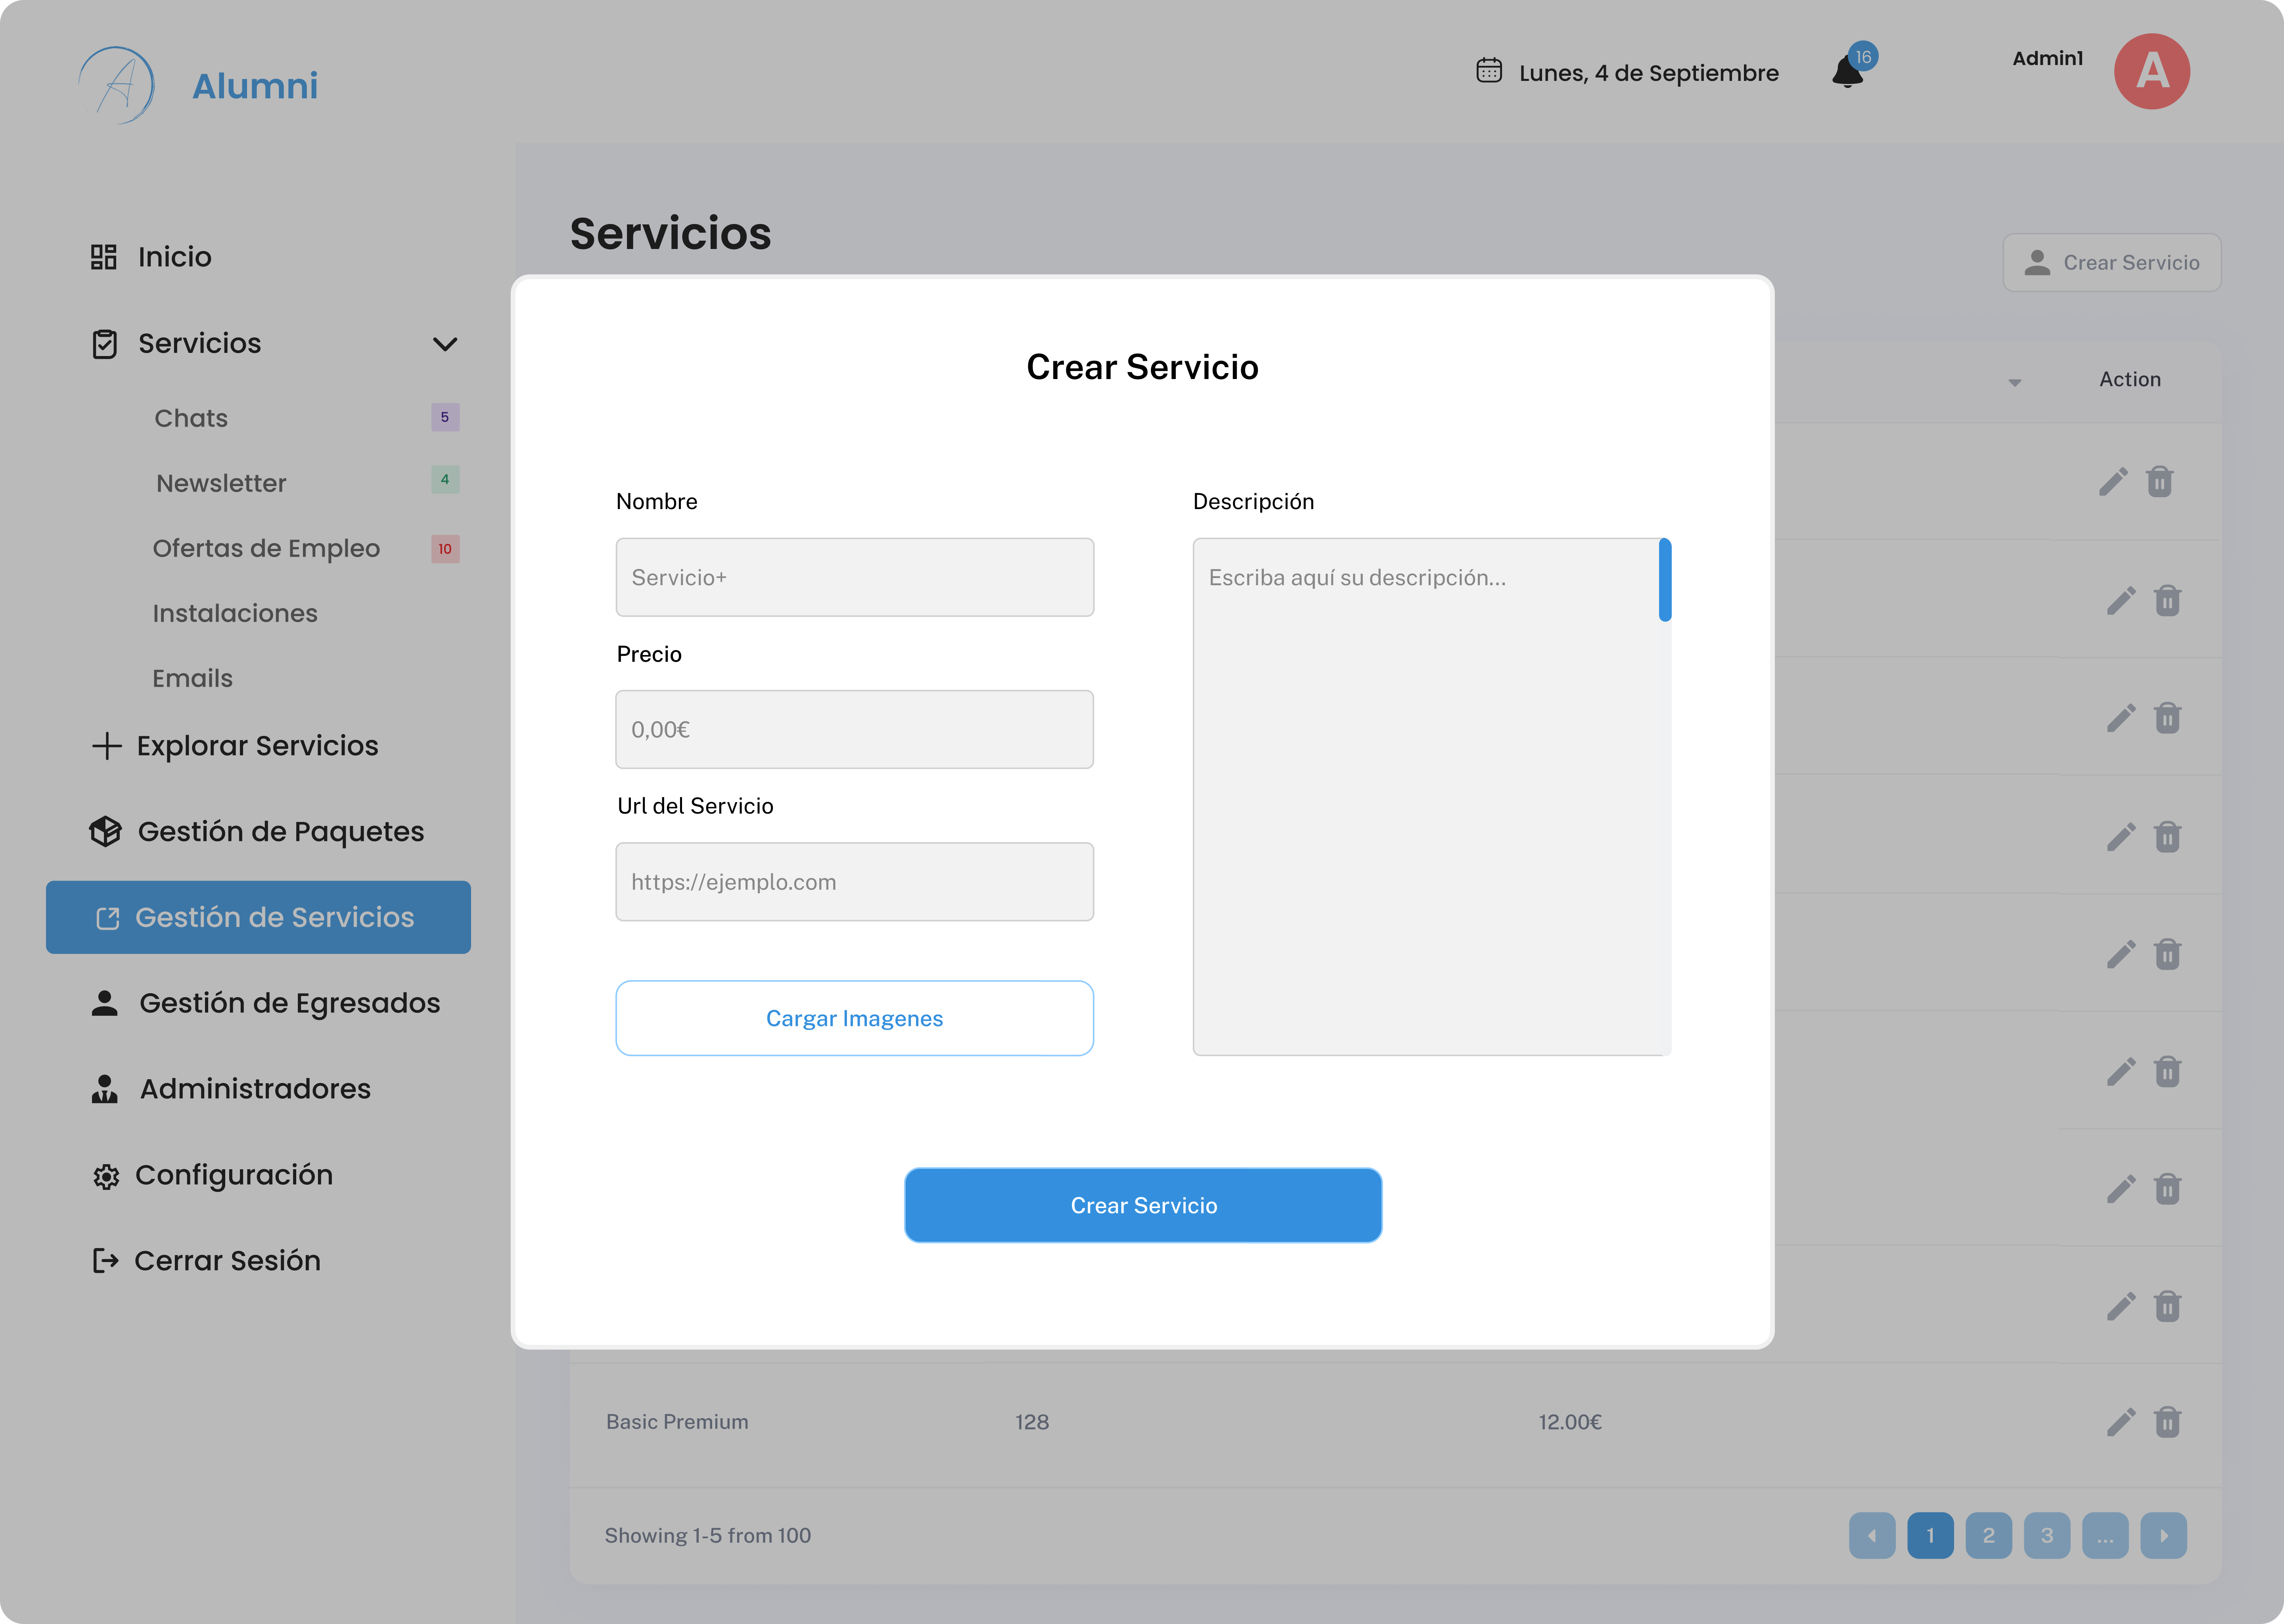 Alumni
Lunes, 4 de Septiembre
16
Admin1
A
Inicio
Servicios
Chats
5
Newsletter
4
Ofertas de Empleo
10
Instalaciones
Emails
Explorar Servicios
Gestión de Paquetes
Gestión de Servicios
Gestión de Egresados
Administradores
Configuración
Cerrar Sesión
Servicios
Crear Servicio
Action
Crear Servicio
Nombre
Servicio+
Precio
0,00€
Url del Servicio
https://ejemplo.com
Cargar Imagenes
Descripción
Escriba aquí su descripción...
Crear Servicio
Basic Premium
128
12.00€
Showing 1-5 from 100
1
2
3
...